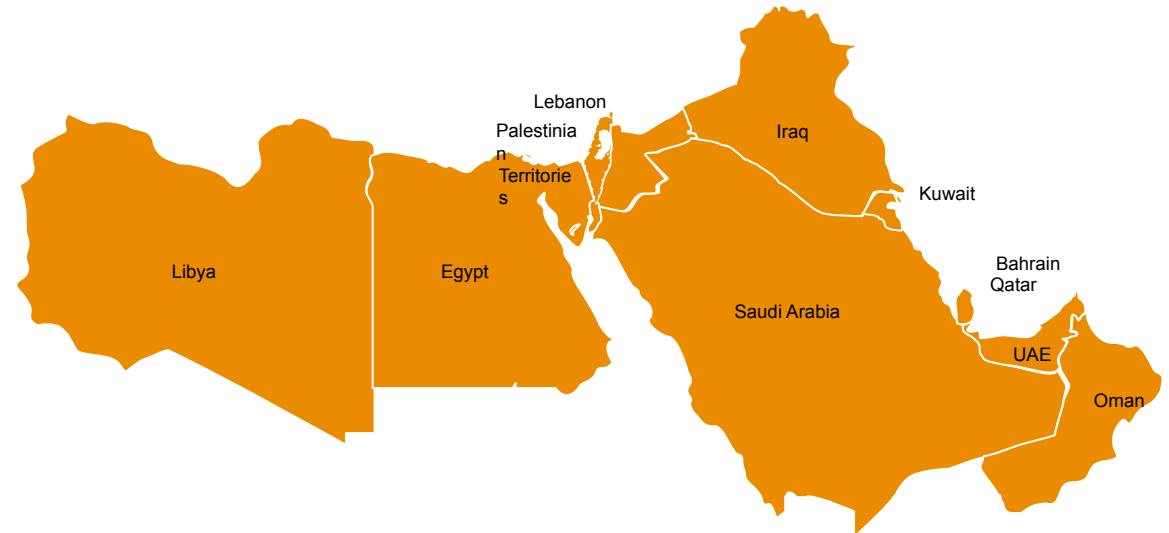 Lebanon
Palestinia
n
Territorie
s
Iraq
Kuwait
Libya
Egypt
Bahrain
Qatar
Saudi Arabia
UAE
Oman